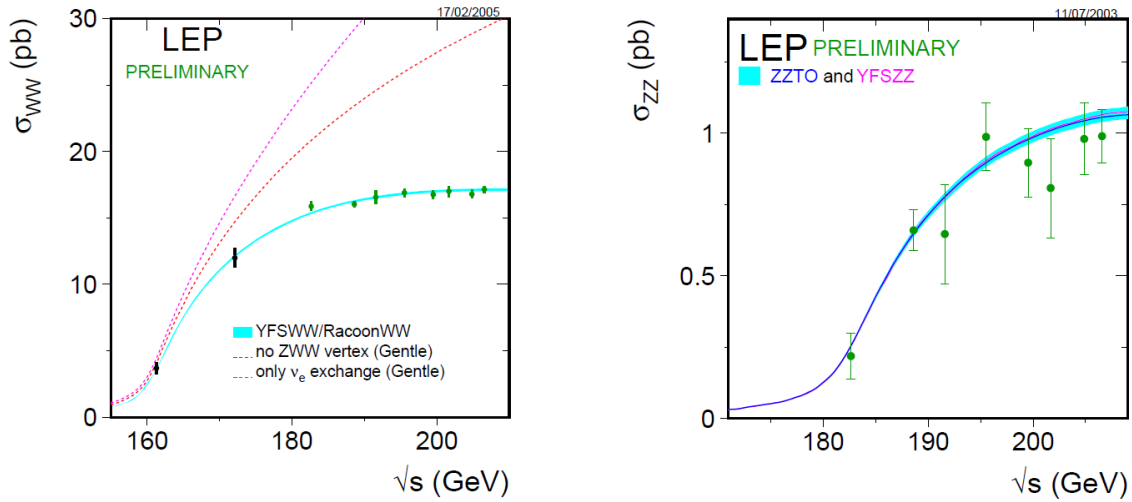 17/02/2005
30
LEP
PRELIMINARY
20
10
0
σWW (pb)
YFSWW/RacoonWW
no ZWW vertex (Gentle)
only νe exchange (Gentle)
160 180 200
√s (GeV)
11/07/2003
LEP PRELIMINARY
ZZTO and YFSZZ
σZZ (pb)
1
0.5
0
180 190 200
√s (GeV)